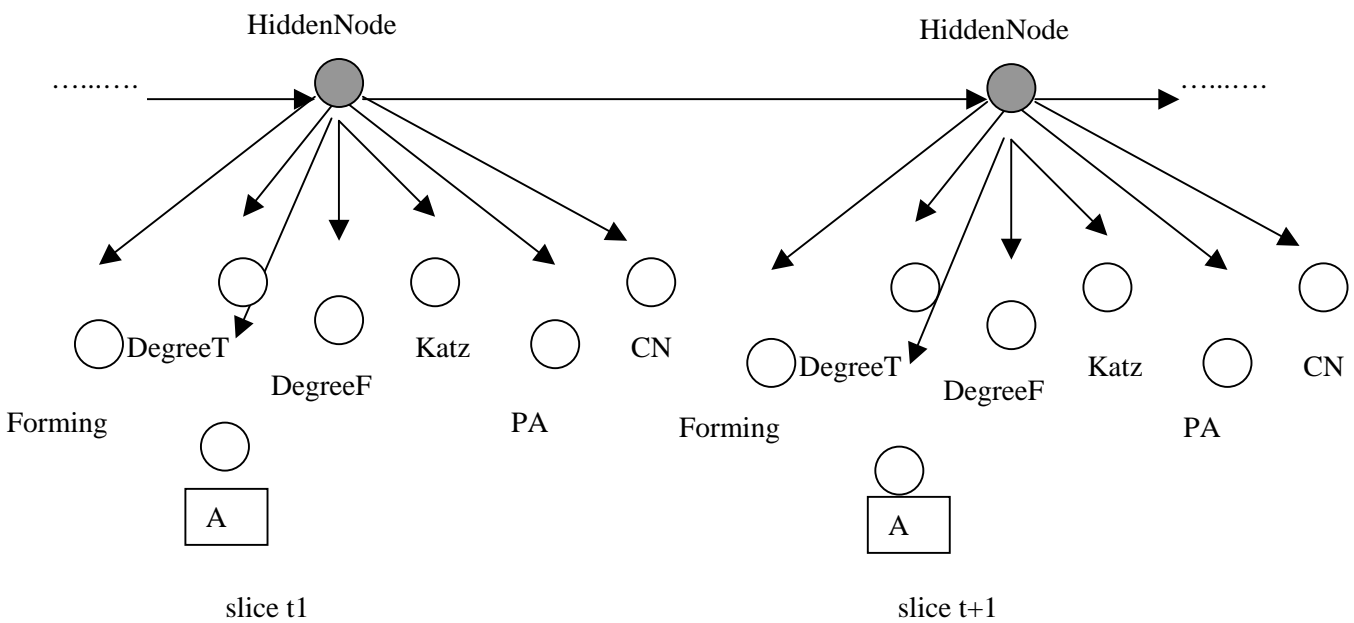 HiddenNode
HiddenNode
…...….
…...….
DegreeT
Katz
CN
DegreeF
Forming
PA
A
slice t1
DegreeT
Katz
CN
DegreeF
Forming
PA
A
slice t+1